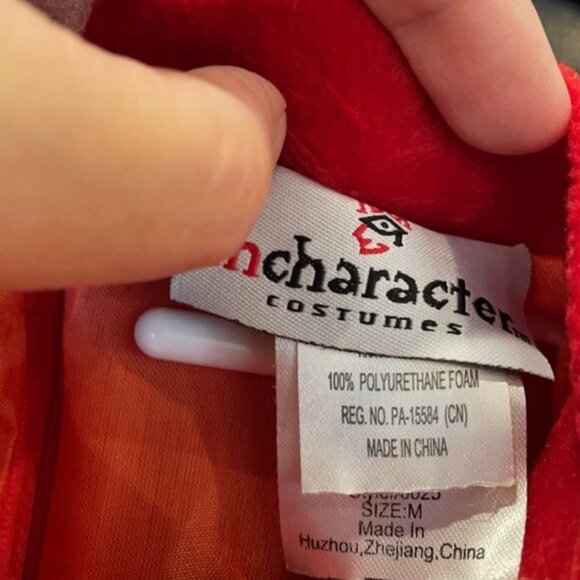 ncharacter
COSTUMES
100% POLYURETHANE FOAM
REG. NO. PA-15584 (CN)
MADE IN CHINA
SIZE:M
Made In
Huzhou,Zhejiang,China